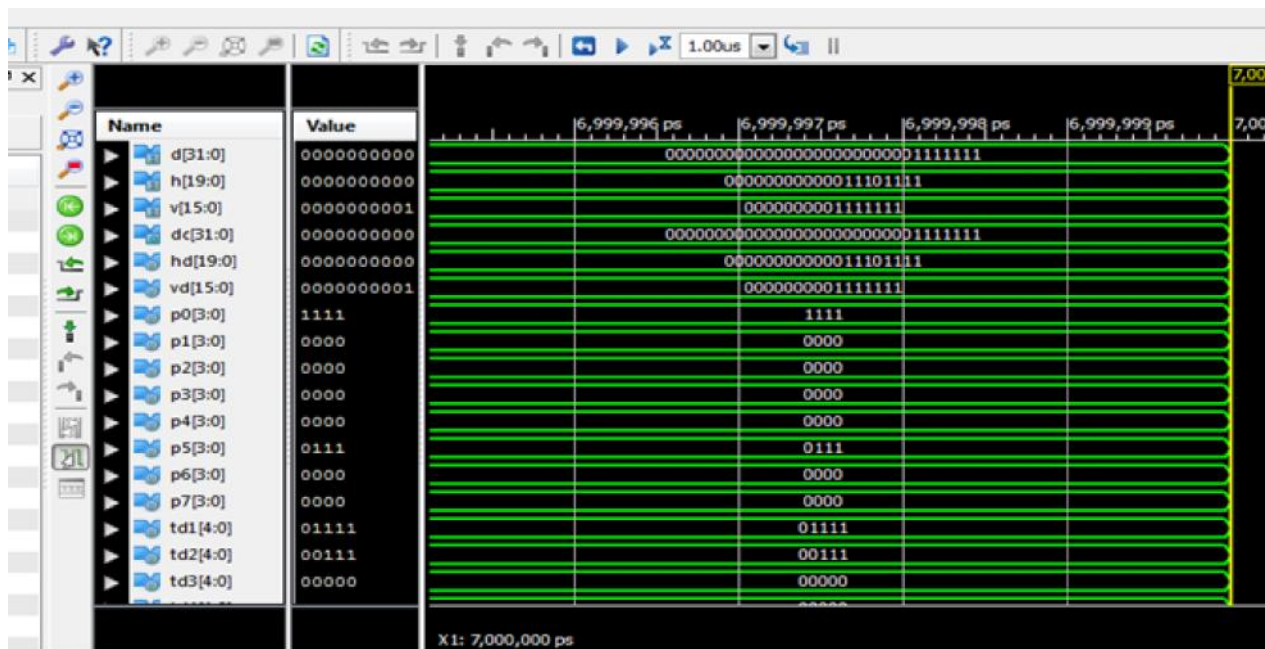 1.00us
7,00
Name Value 6,999,996 ps 6,999,997 ps 6,999,998 ps 6,999,999 ps 7,00
d[31:0] 0000000000 00000000000000000000000001111111
h[19:0] 0000000000 00000000000011101111
v[15:0] 0000000001 0000000001111111
dc[31:0] 0000000000 00000000000000000000000001111111
hd[19:0] 0000000000 00000000000011101111
vd[15:0] 0000000001 0000000001111111
p0[3:0] 1111 1111
p1[3:0] 0000 0000
p2[3:0] 0000 0000
p3[3:0] 0000 0000
p4[3:0] 0000 0000
p5[3:0] 0111 0111
p6[3:0] 0000 0000
p7[3:0] 0000 0000
td1[4:0] 01111 01111
td2[4:0] 00111 00111
td3[4:0] 00000 00000
X1: 7,000,000 ps